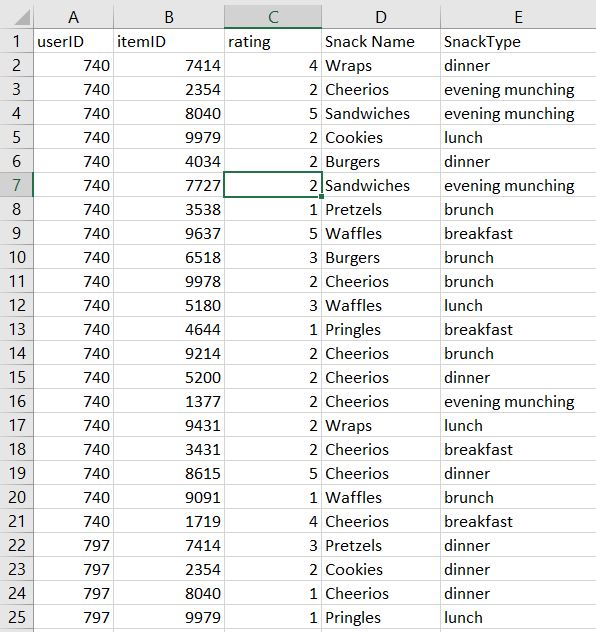 A B C D E
1 userID itemID rating Snack Name SnackType
2 740 7414 4 Wraps dinner
3 740 2354 2 Cheerios evening munching
4 740 8040 5 Sandwiches evening munching
5 740 9979 2 Cookies lunch
6 740 4034 2 Burgers dinner
7 740 7727 2 Sandwiches evening munching
8 740 3538 1 Pretzels brunch
9 740 9637 5 Waffles breakfast
10 740 6518 3 Burgers brunch
11 740 9978 2 Cheerios brunch
12 740 5180 3 Waffles lunch
13 740 4644 1 Pringles breakfast
14 740 9214 2 Cheerios brunch
15 740 5200 2 Cheerios dinner
16 740 1377 2 Cheerios evening munching
17 740 9431 2 Wraps lunch
18 740 3431 2 Cheerios breakfast
19 740 8615 5 Cheerios dinner
20 740 9091 1 Waffles brunch
21 740 1719 4 Cheerios breakfast
22 797 7414 3 Pretzels dinner
23 797 2354 2 Cookies dinner
24 797 8040 1 Cheerios dinner
25 797 9979 1 Pringles lunch